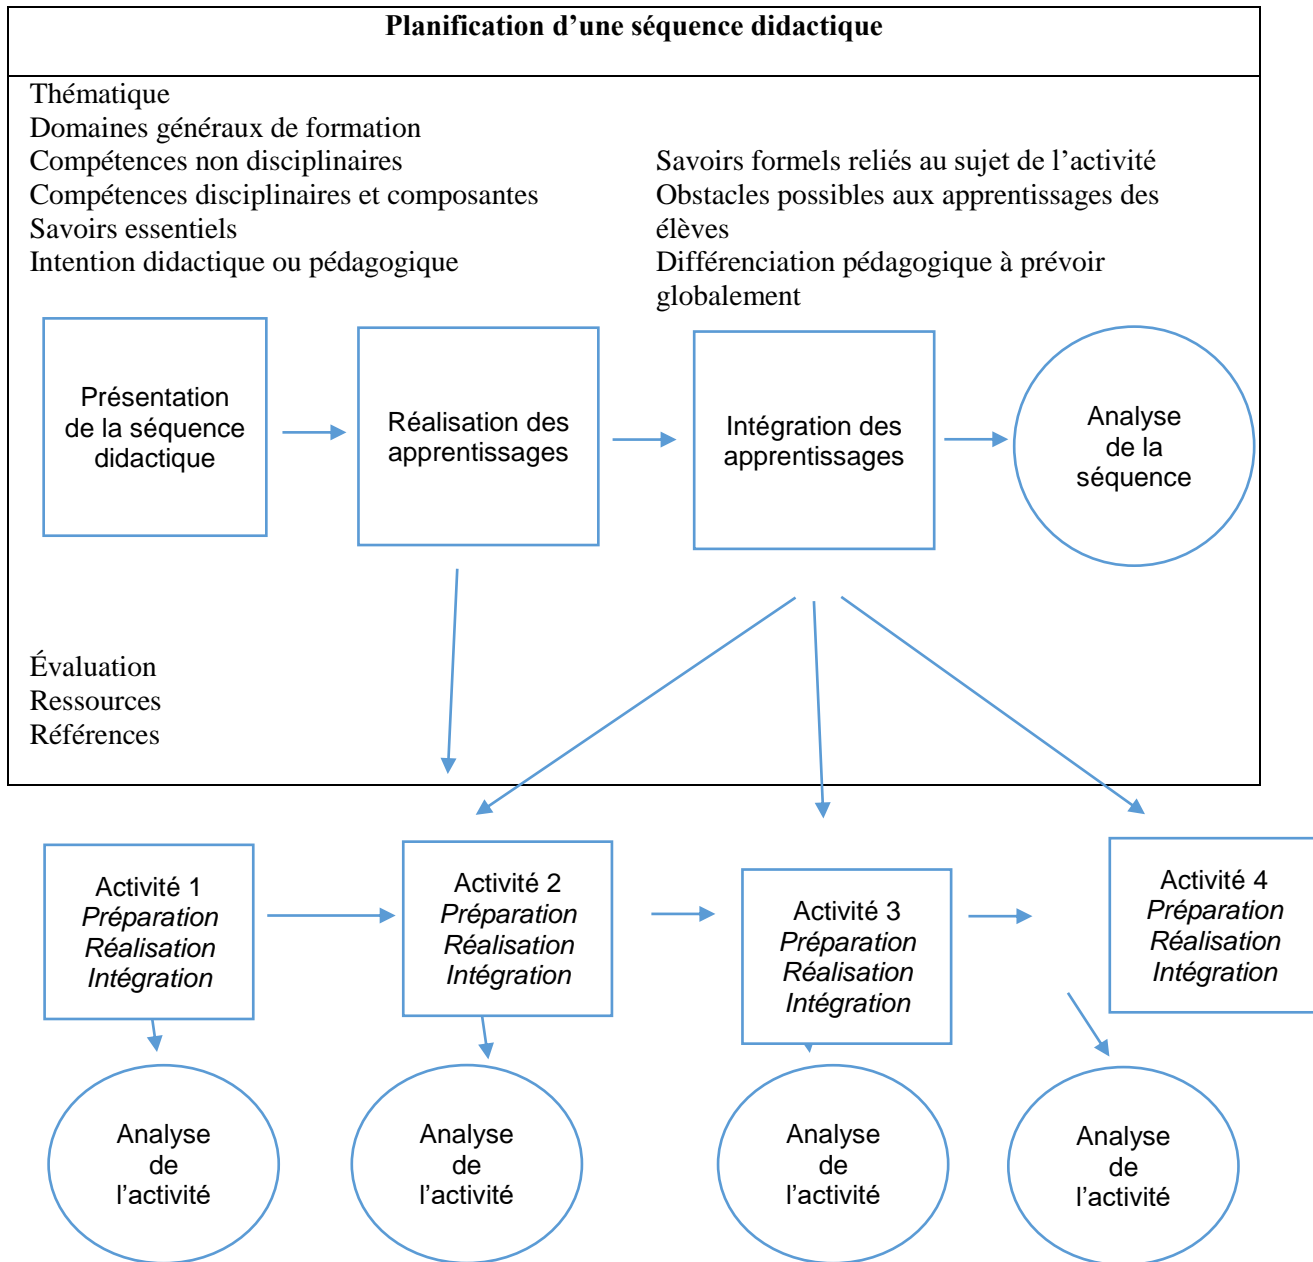 Planification d’une séquence didactique
Thématique
Domaines généraux de formation
Compétences non disciplinaires
Compétences disciplinaires et composantes
Savoirs essentiels
Intention didactique ou pédagogique
Savoirs formels reliés au sujet de l’activité
Obstacles possibles aux apprentissages des
élèves
Différenciation pédagogique à prévoir
globalement
Présentation
de la séquence
didactique
Réalisation des
apprentissages
Intégration des
apprentissages
Analyse
de la
séquence
Évaluation
Ressources
Références
Activité 1
Préparation
Réalisation
Intégration
Activité 2
Préparation
Réalisation
Intégration
Activité 3
Préparation
Réalisation
Intégration
Activité 4
Préparation
Réalisation
Intégration
Analyse
de
l’activité
Analyse
de
l’activité
Analyse
de
l’activité
Analyse
de
l’activité